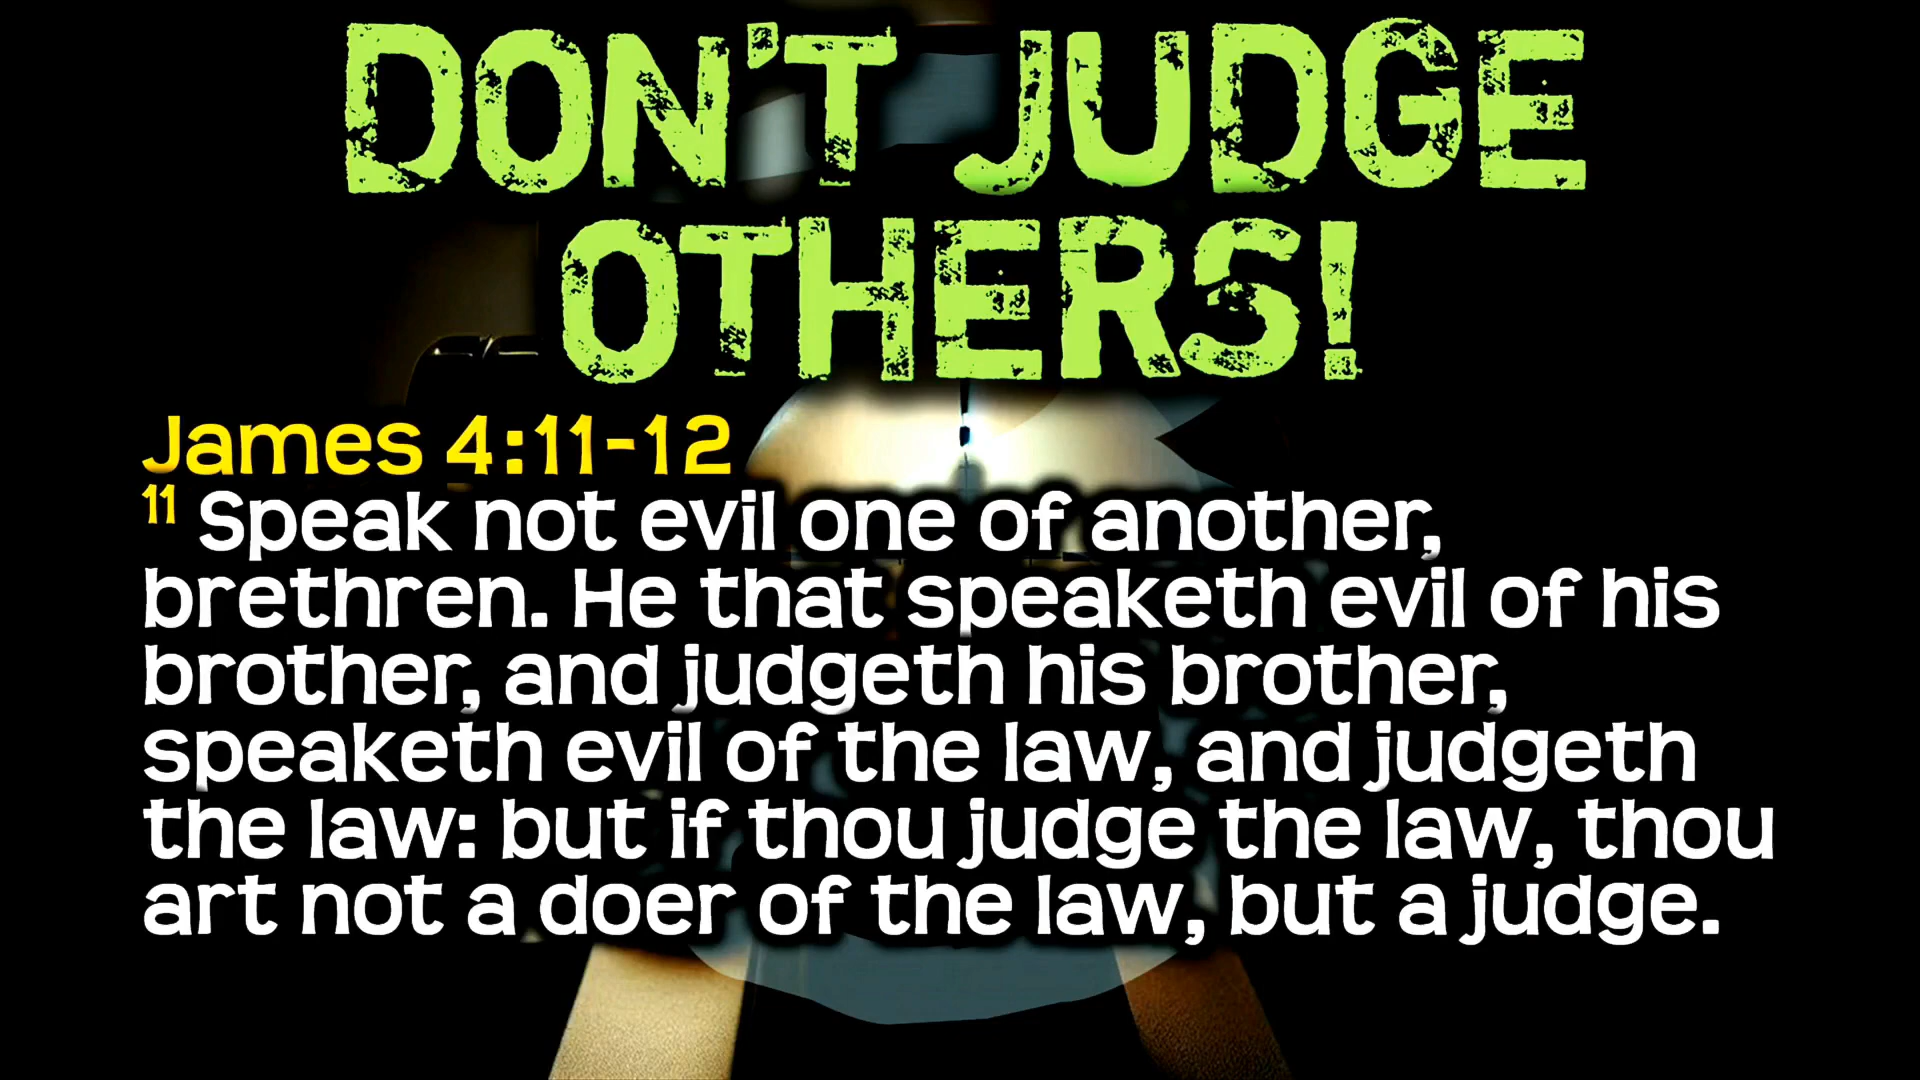 DON'T JUDGE
OTHERS!
James 4:11-12
11 Speak not evil one of another,
brethren. He that speaketh evil of his
brother, and judgeth his brother,
speaketh evil of the law, and judgeth
the law: but if thou judge the law, thou
art not a doer of the law, but a judge.